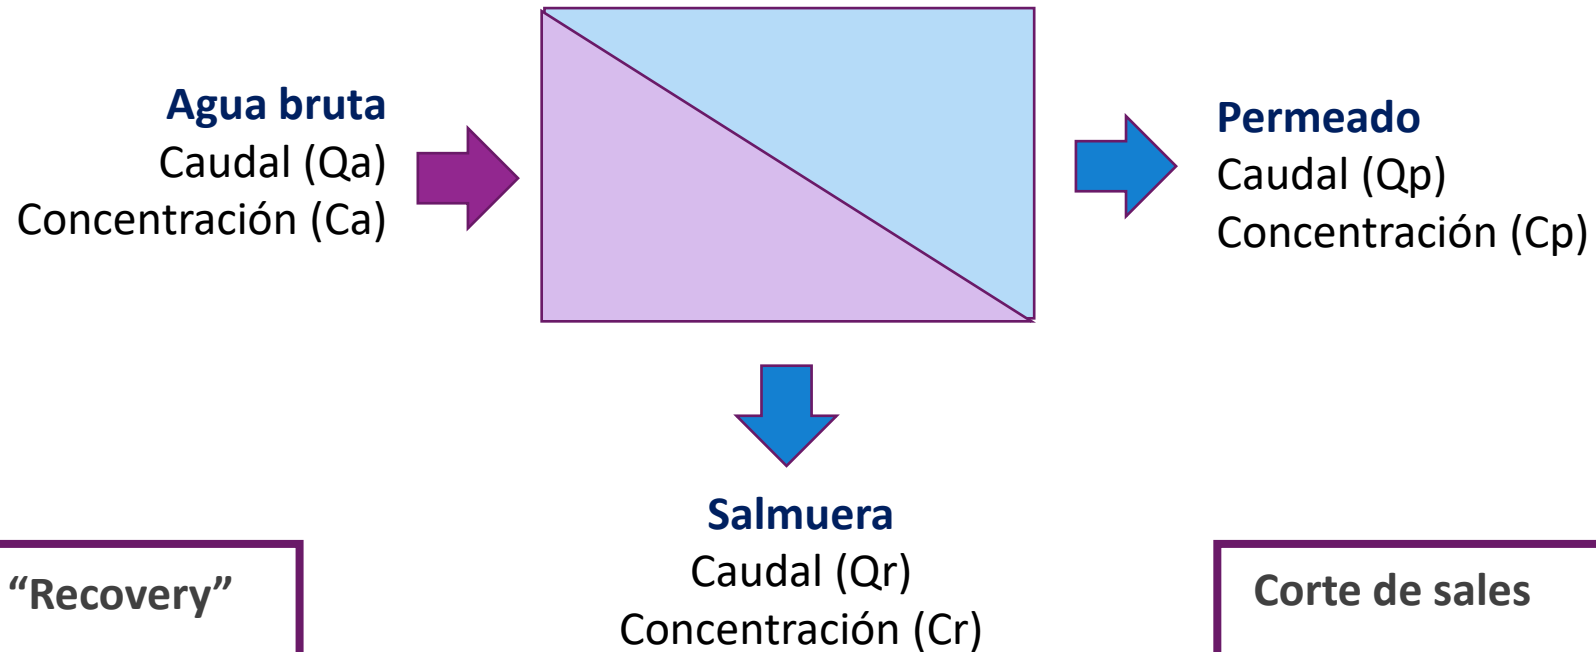 Agua bruta
Caudal (Qa)
Concentración (Ca)
Permeado
Caudal (Qp)
Concentración (Cp)
Salmuera
Caudal (Qr)
Concentración (Cr)
“Recovery”
Corte de sales